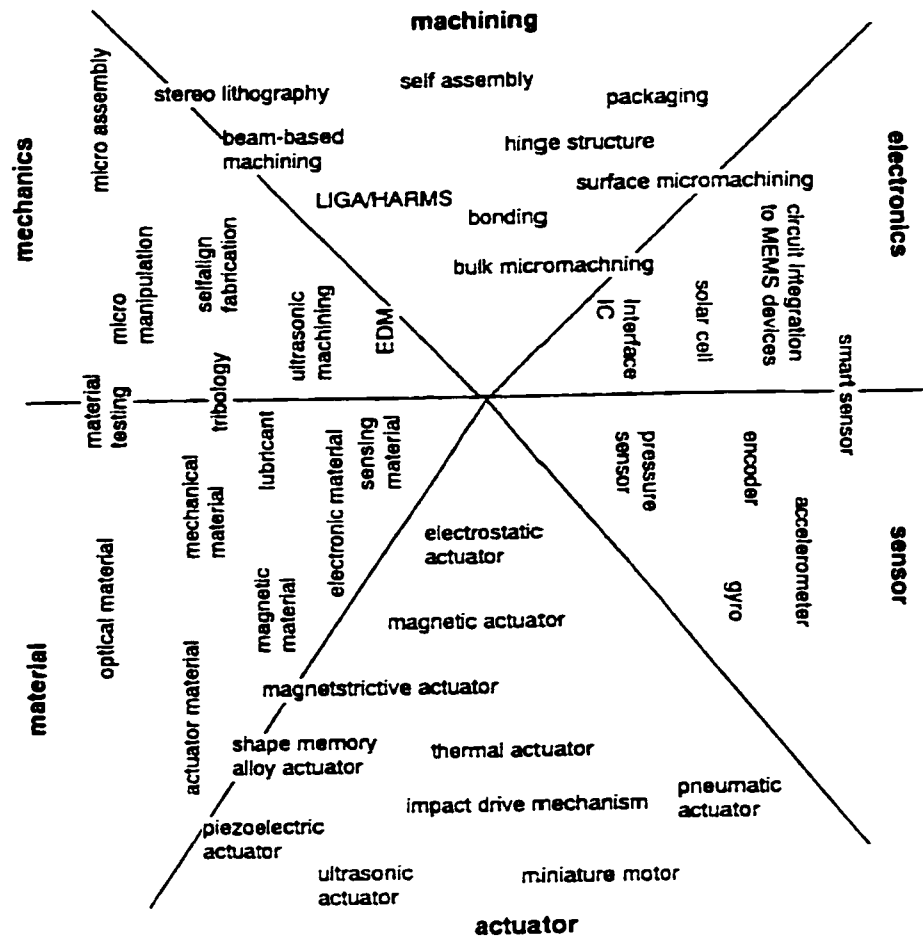 machining
self assembly
stereo lithography
packaging
beam-based
machining
hinge structure
LIGA/HARMS
surface micromachining
bonding
bulk micromachning
mechanics
micro assembly
micro
manipulation
selfalign
fabrication
ultrasonic
machining
EDM
electronics
circuit integration
to MEMS devices
solar cell
Interface
IC
smart sensor
material
testing
tribology
lubricant
sensing
material
electronic material
mechanical
material
magnetic
material
optical material
actuator material
material
pressure
sensor
encoder
accelerometer
gyro
sensor
electrostatic
actuator
magnetic actuator
magnetstrictive actuator
shape memory
alloy actuator
thermal actuator
impact drive mechanism
pneumatic
actuator
piezoelectric
actuator
ultrasonic
actuator
miniature motor
actuator